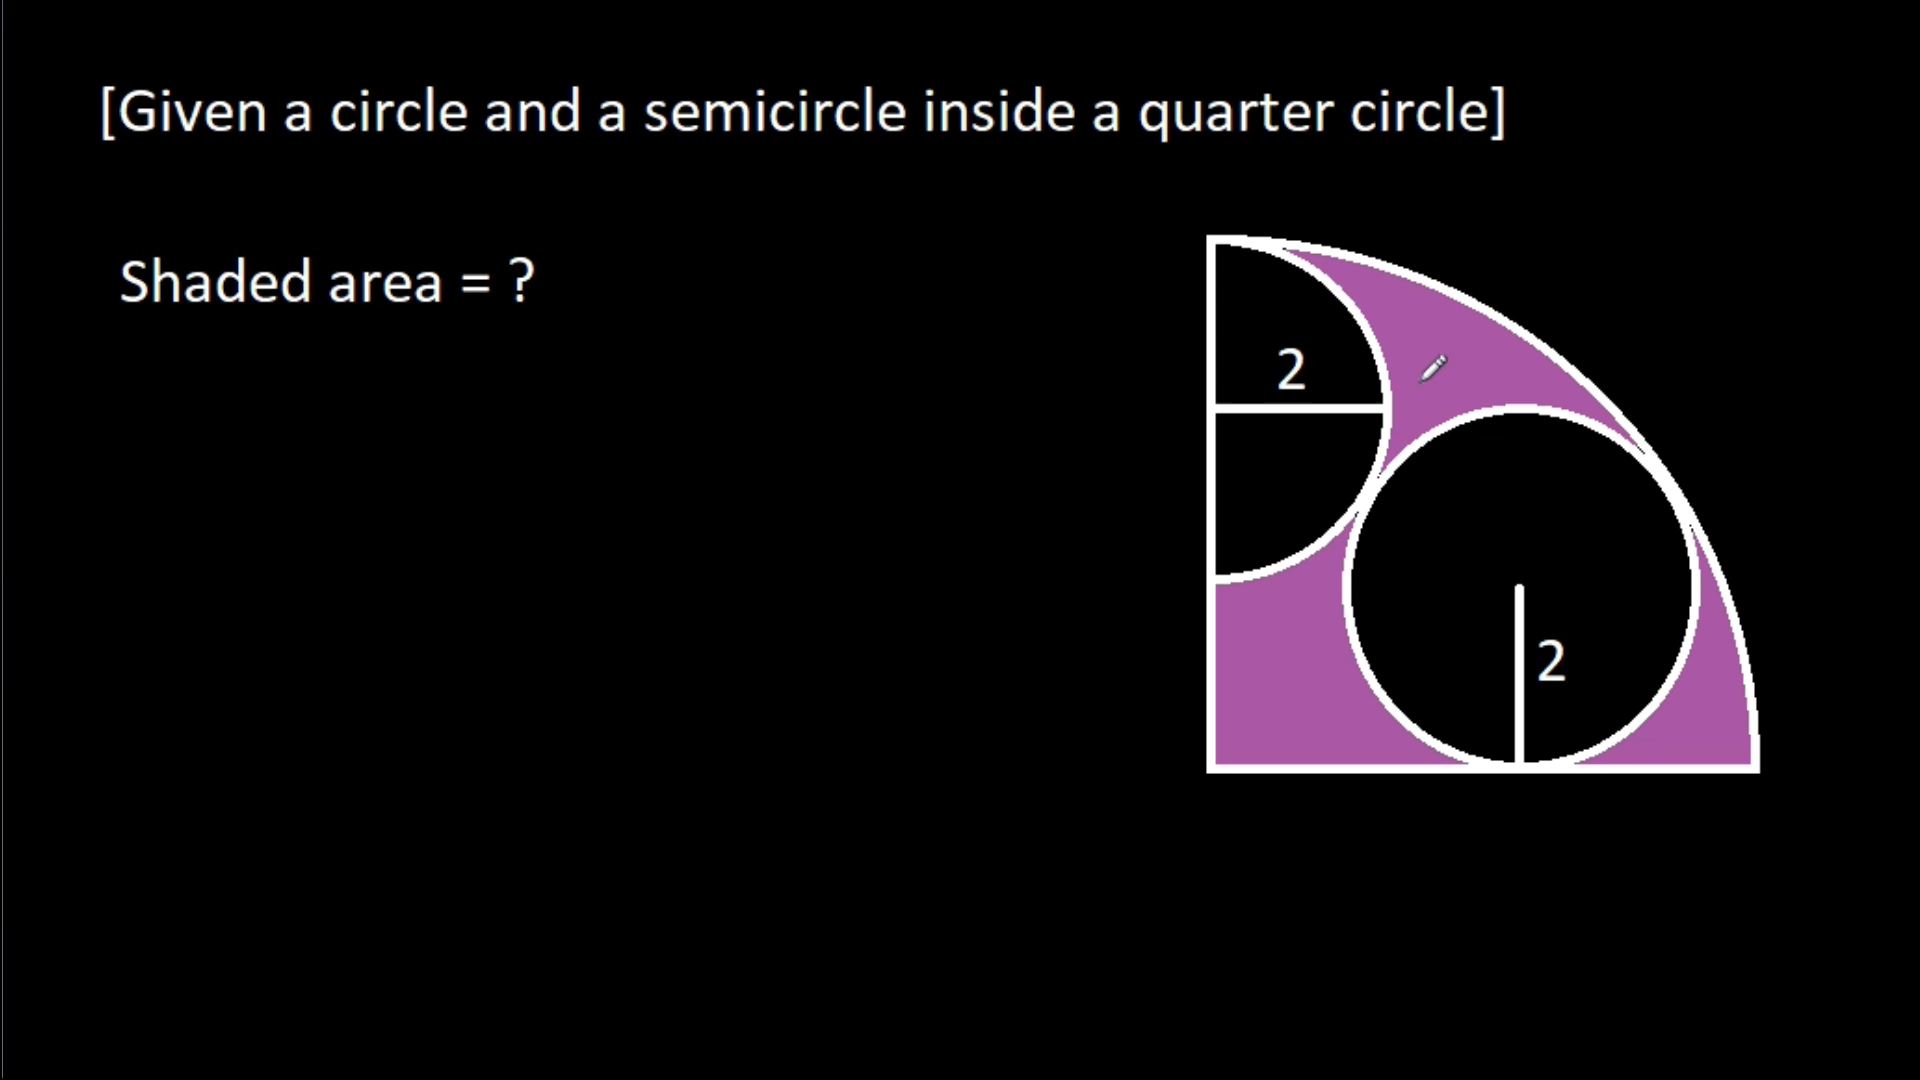 [Given a circle and a semicircle inside a quarter circle]
Shaded area = ?
2
2